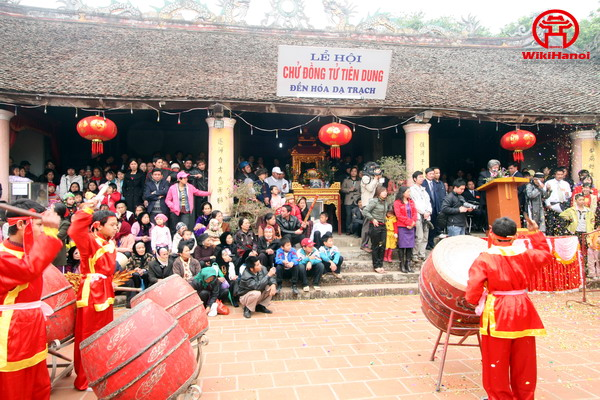 LỄ HỘI
CHỬ ĐỒNG TỬ TIÊN DUNG
ĐỀN HÓA DẠ TRẠCH
WikiHanoi